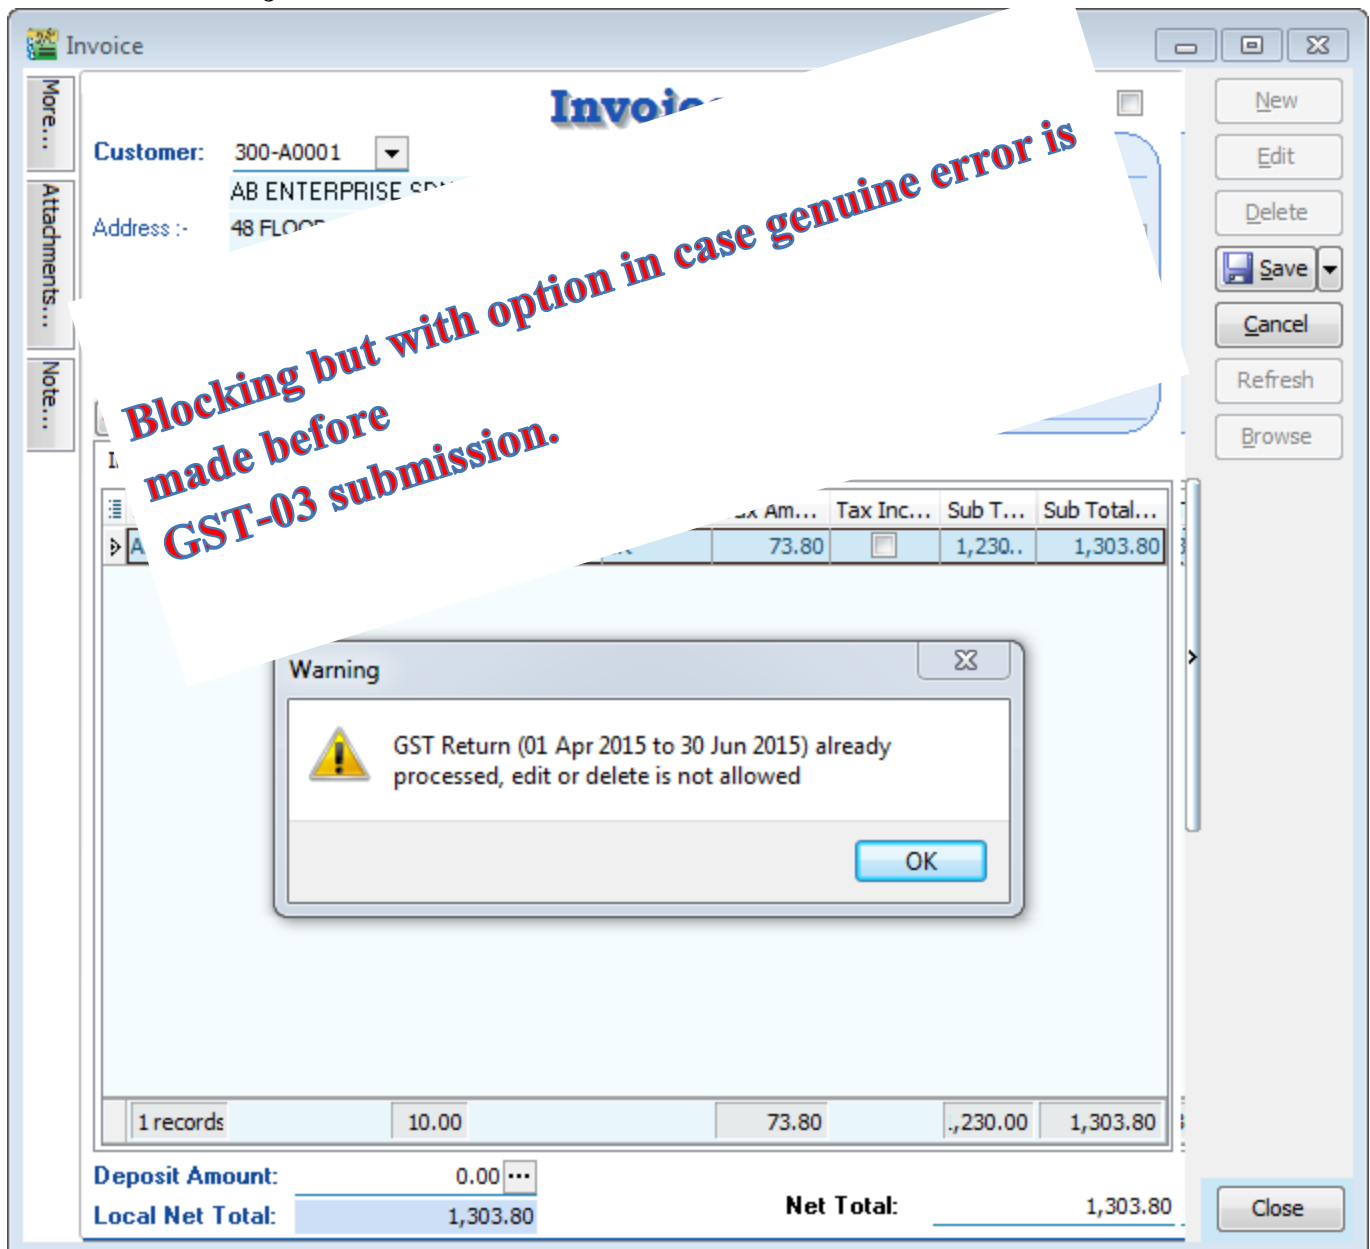 Invoice
More...
Attachments...
Note...
Customer: 300-A0001
AB ENTERPRISE
Address :- 48
Blocking but with option in case genuine error is
made before
GST-03 submission.
New
Edit
Delete
Save
Cancel
Refresh
Browse
Am... Tax Inc... Sub T... Sub Total...
73.80 1,230.. 1,303.80
Warning
GST Return (01 Apr 2015 to 30 Jun 2015) already
processed, edit or delete is not allowed
OK
1 records 10.00 73.80 .,230.00 1,303.80
Deposit Amount: 0.00 ...
Local Net Total: 1,303.80
Net Total: 1,303.80
Close